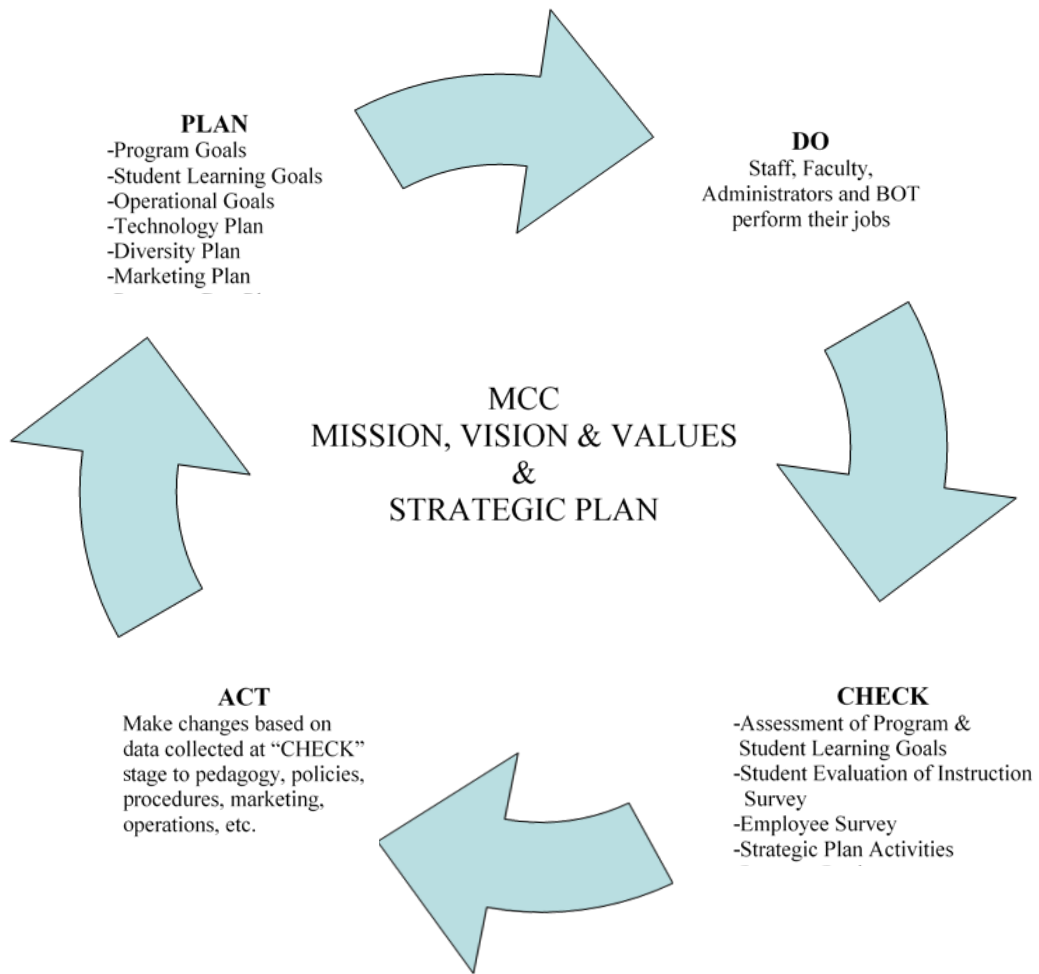 PLAN
-Program Goals
-Student Learning Goals
-Operational Goals
-Technology Plan
-Diversity Plan
-Marketing Plan
DO
Staff, Faculty,
Administrators and BOT
perform their jobs
MCC
MISSION, VISION & VALUES
&
STRATEGIC PLAN
ACT
Make changes based on
data collected at “CHECK”
stage to pedagogy, policies,
procedures, marketing,
operations, etc.
CHECK
-Assessment of Program &
Student Learning Goals
-Student Evaluation of Instruction
Survey
-Employee Survey
-Strategic Plan Activities